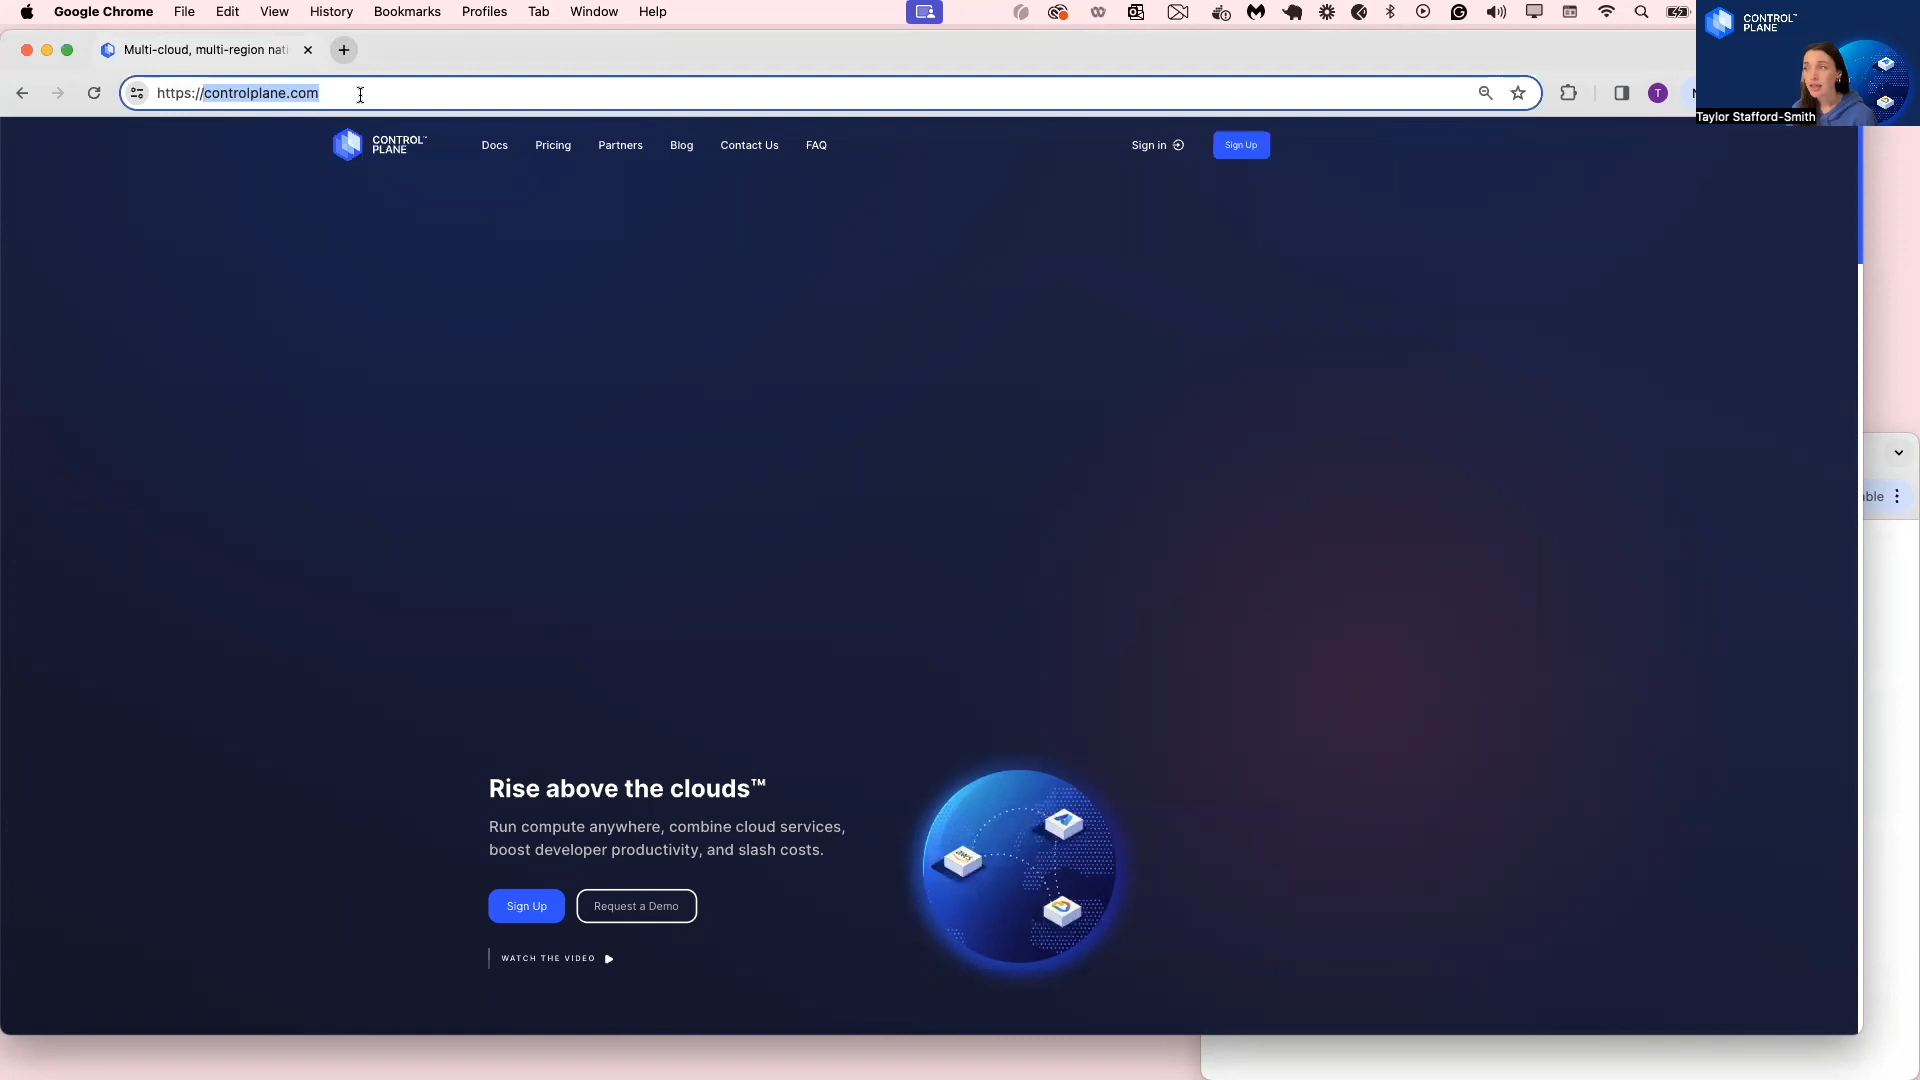 Google Chrome File Edit View History Bookmarks Profiles Tab Window Help
CONTROL™
PLANE
Taylor Stafford-Smith
Multi-cloud, multi-region nati
https://controlplane.com
T
CONTROL™
PLANE
Docs Pricing Partners Blog Contact Us FAQ Sign in Sign Up
Rise above the clouds™
Run compute anywhere, combine cloud services,
boost developer productivity, and slash costs.
Sign Up Request a Demo
WATCH THE VIDEO
aws